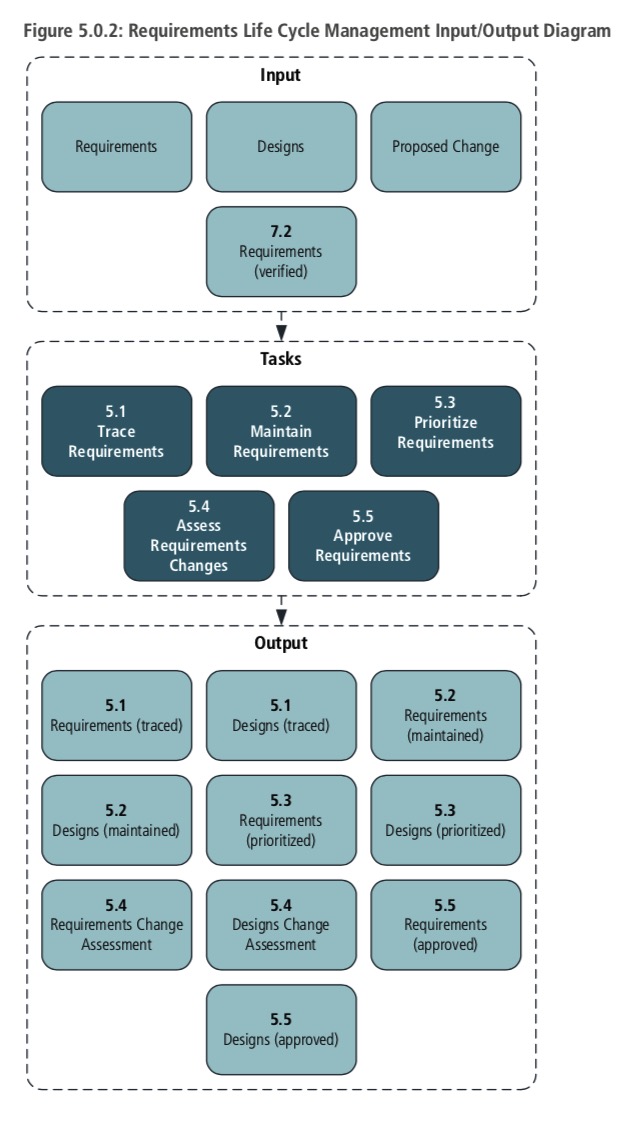 Figure 5.0.2: Requirements Life Cycle Management Input/Output Diagram
Input
Requirements
Designs
Proposed Change
7.2
Requirements
(verified)
Tasks
5.1
Trace
Requirements
5.2
Maintain
Requirements
5.3
Prioritize
Requirements
5.4
Assess
Requirements
Changes
5.5
Approve
Requirements
Output
5.1
Requirements (traced)
5.1
Designs (traced)
5.2
Requirements
(maintained)
5.2
Designs (maintained)
5.3
Requirements
(prioritized)
5.3
Designs (prioritized)
5.4
Requirements Change
Assessment
5.4
Designs Change
Assessment
5.5
Requirements
(approved)
5.5
Designs (approved)